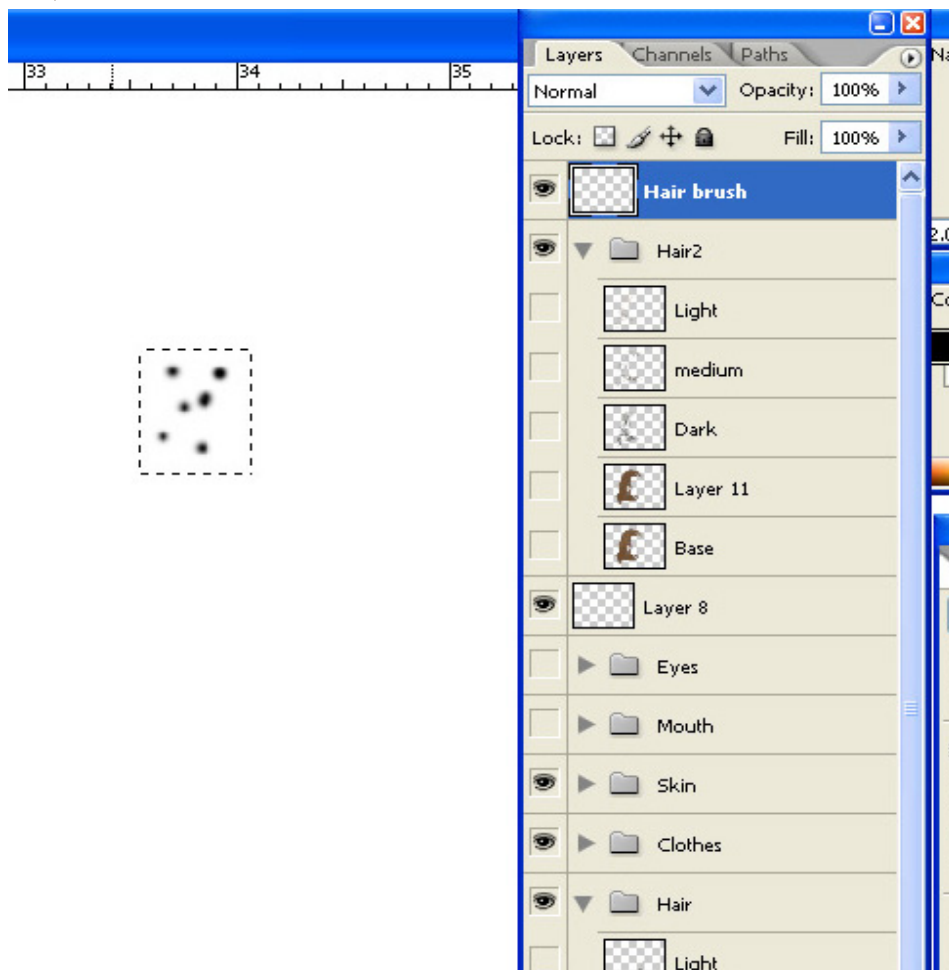 Layers Channels Paths
33 34 35
Normal Opacity: 100%
Lock: Fill: 100%
Hair brush
Hair2
Light
medium
Dark
Layer 11
Base
Layer 8
Eyes
Mouth
Skin
Clothes
Hair
Light